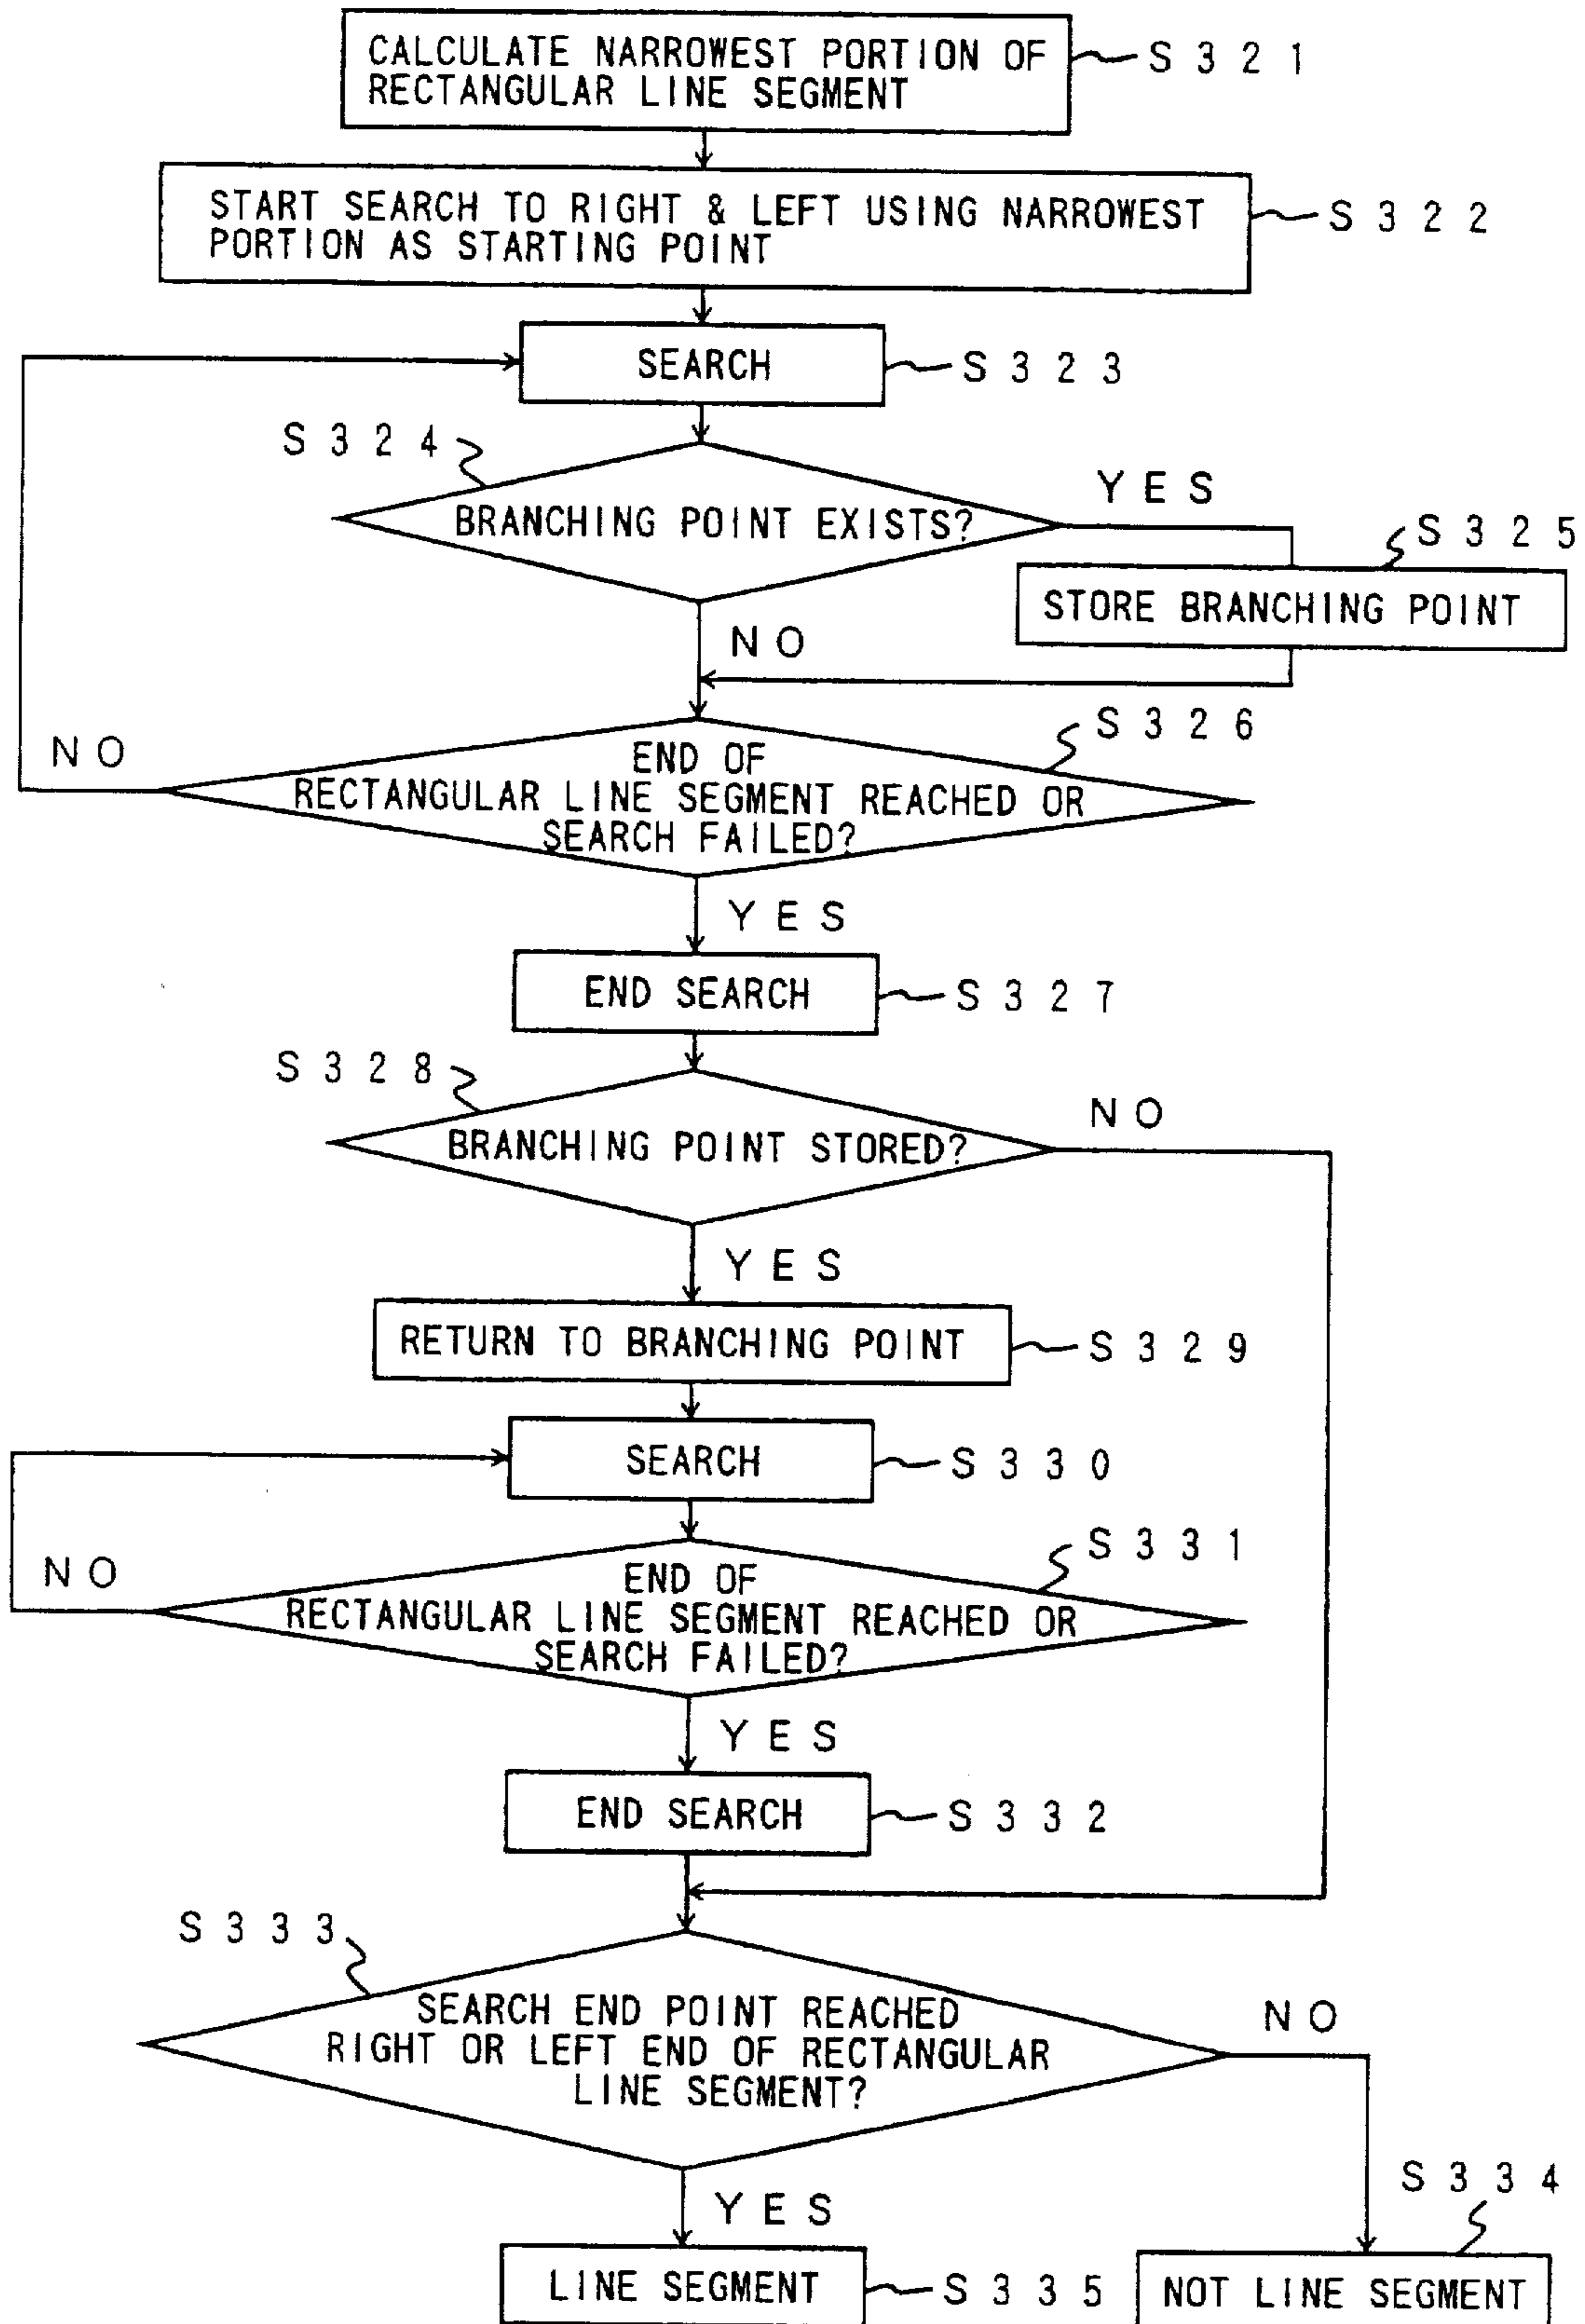 CALCULATE NARROWEST PORTION OF
RECTANGULAR LINE SEGMENT
S321
START SEARCH TO RIGHT & LEFT USING NARROWEST
PORTION AS STARTING POINT
S322
SEARCH
S323
S324
BRANCHING POINT EXISTS?
YES
S325
STORE BRANCHING POINT
NO
S326
END OF
RECTANGULAR LINE SEGMENT REACHED OR
SEARCH FAILED?
NO
YES
END SEARCH
S327
S328
BRANCHING POINT STORED?
NO
YES
RETURN TO BRANCHING POINT
S329
SEARCH
S330
S331
END OF
RECTANGULAR LINE SEGMENT REACHED OR
SEARCH FAILED?
NO
YES
END SEARCH
S332
S333
SEARCH END POINT REACHED
RIGHT OR LEFT END OF RECTANGULAR
LINE SEGMENT?
NO
YES
S334
LINE SEGMENT
S335
NOT LINE SEGMENT